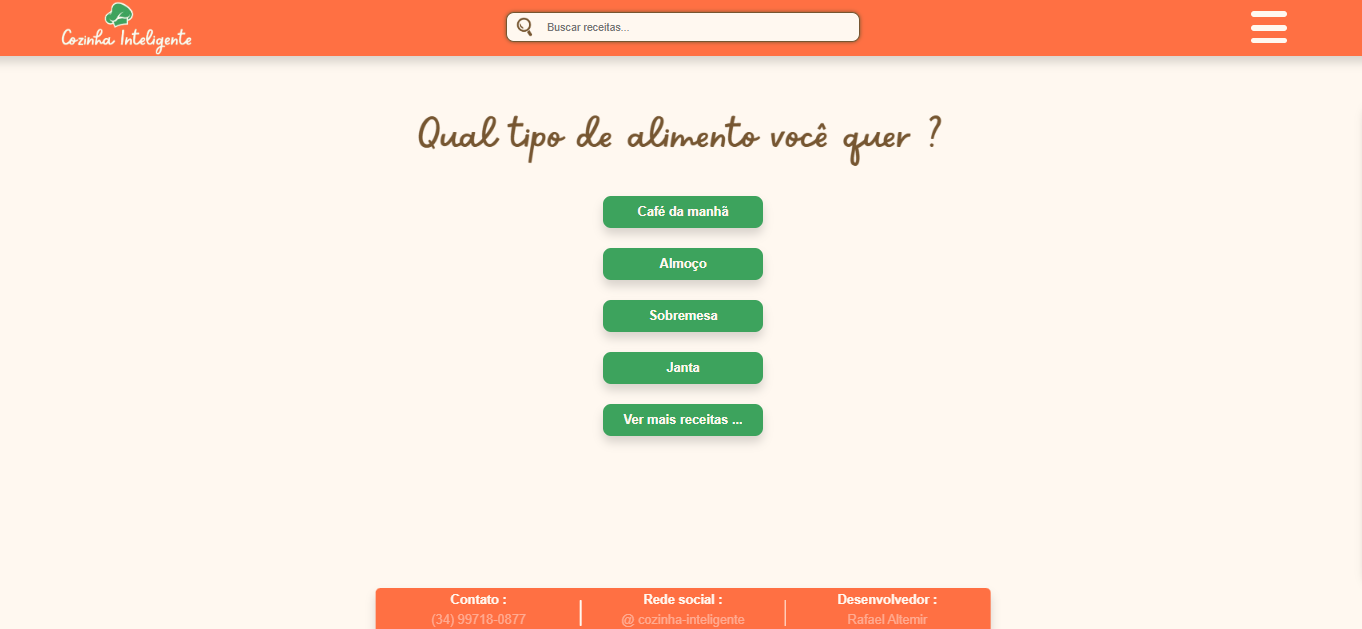 Cozinha Inteligente
Buscar receitas...
Qual tipo de alimento você quer ?
Café da manhã
Almoço
Sobremesa
Janta
Ver mais receitas ...
Contato :
(34) 99718-0877
Rede social :
@ cozinha-inteligente
Desenvolvedor :
Rafael Altemir